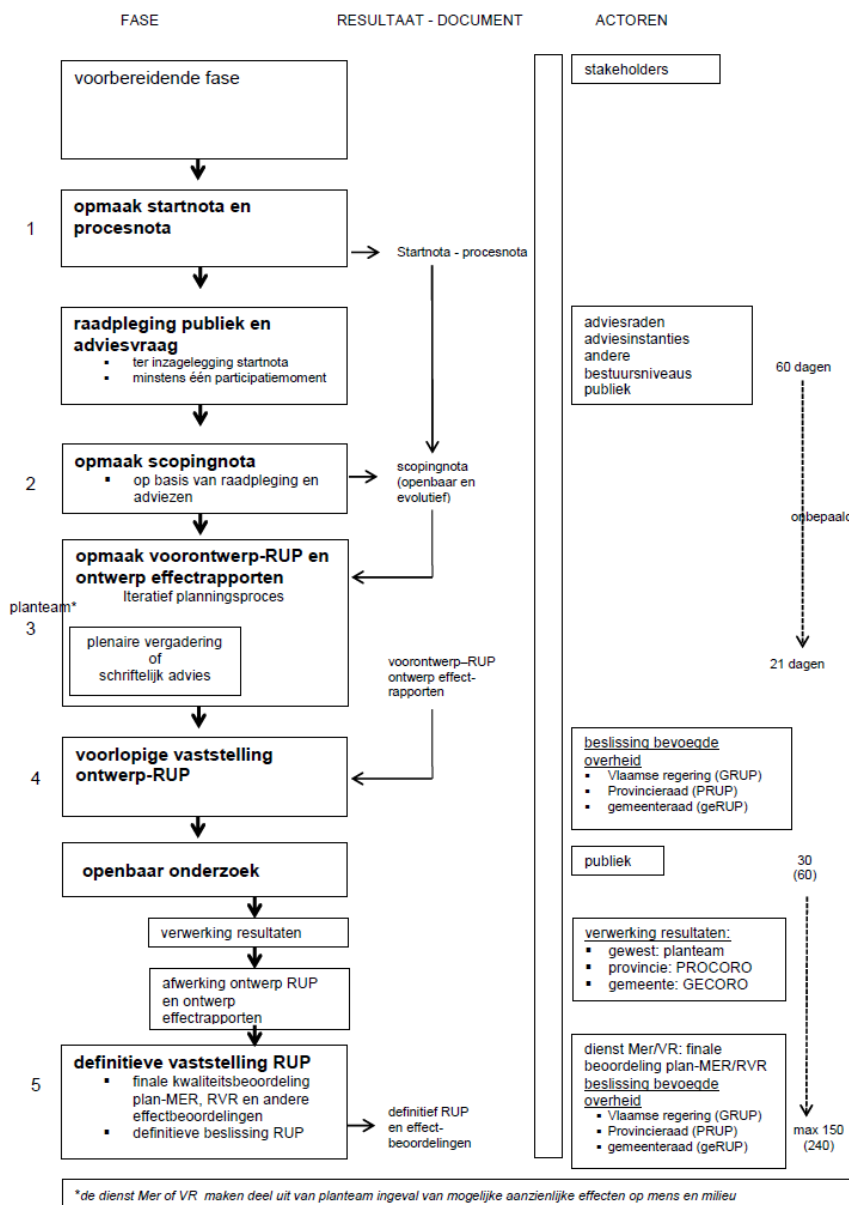 FASE
RESULTAAT - DOCUMENT
ACTOREN
voorbereidende fase
stakeholders
1
opmaak startnota en
procesnota
Startnota - procesnota
raadpleging publiek en
adviesvraag
▪ ter inzagelegging startnota
▪ minstens één participatiemoment
adviesraden
adviesinstanties
andere
bestuursniveaus
publiek
60 dagen
2
opmaak scopingnota
▪ op basis van raadpleging en
adviezen
scopingnota
(openbaar en
evolutief)
onbepaald
opmaak voorontwerp-RUP en
ontwerp effectrapporten
Iteratief planningsproces
planteam*
3
plenaire vergadering
of
schriftelijk advies
voorontwerp–RUP
ontwerp effect-
rapporten
21 dagen
4
voorlopige vaststelling
ontwerp-RUP
beslissing bevoegde
overheid
▪ Vlaamse regering (GRUP)
▪ Provincieraad (PRUP)
▪ gemeenteraad (geRUP)
openbaar onderzoek
publiek
30
(60)
verwerking resultaten
verwerking resultaten:
▪ gewest: planteam
▪ provincie: PROCORO
▪ gemeente: GECORO
afwerking ontwerp RUP
en ontwerp
effectrapporten
5
definitieve vaststelling RUP
▪ finale kwaliteitsbeoordeling
plan-MER, RVR en andere
effectbeoordelingen
▪ definitieve beslissing RUP
definitief RUP
en effect-
beoordelingen
dienst Mer/VR: finale
beoordeling plan-MER/RVR
beslissing bevoegde
overheid
▪ Vlaamse regering (GRUP)
▪ Provincieraad (PRUP)
▪ gemeenteraad (geRUP)
max 150
(240)
*de dienst Mer of VR maken deel uit van planteam ingeval van mogelijke aanzienlijke effecten op mens en milieu